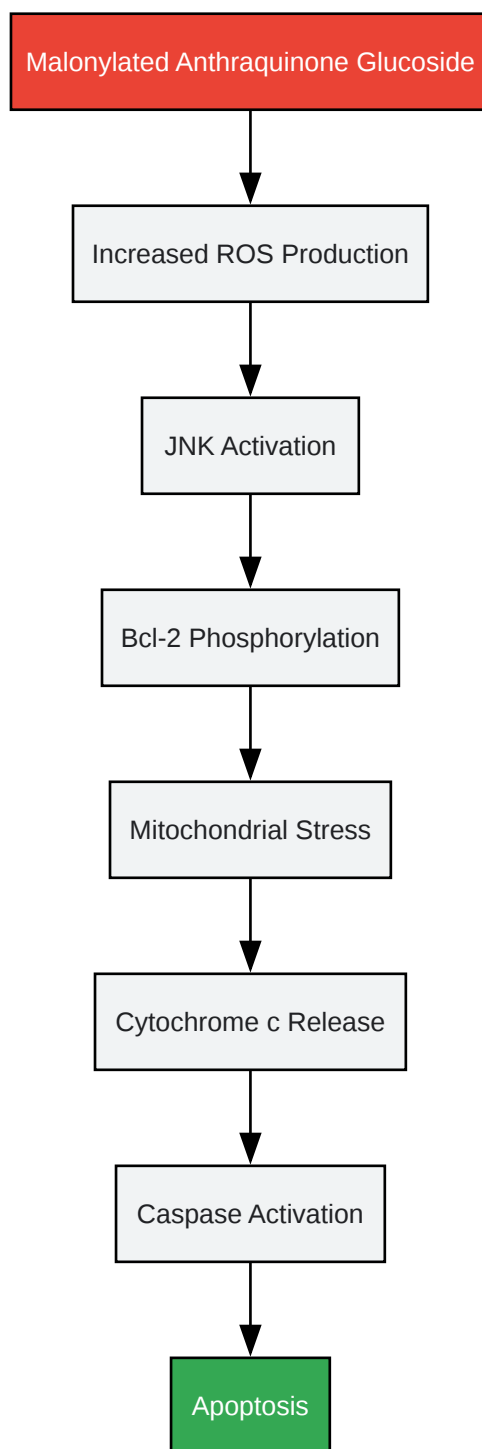 Malonylated Anthraquinone Glucoside
Increased ROS Production
JNK Activation
Bcl-2 Phosphorylation
Mitochondrial Stress
Cytochrome c Release
Caspase Activation
Apoptosis